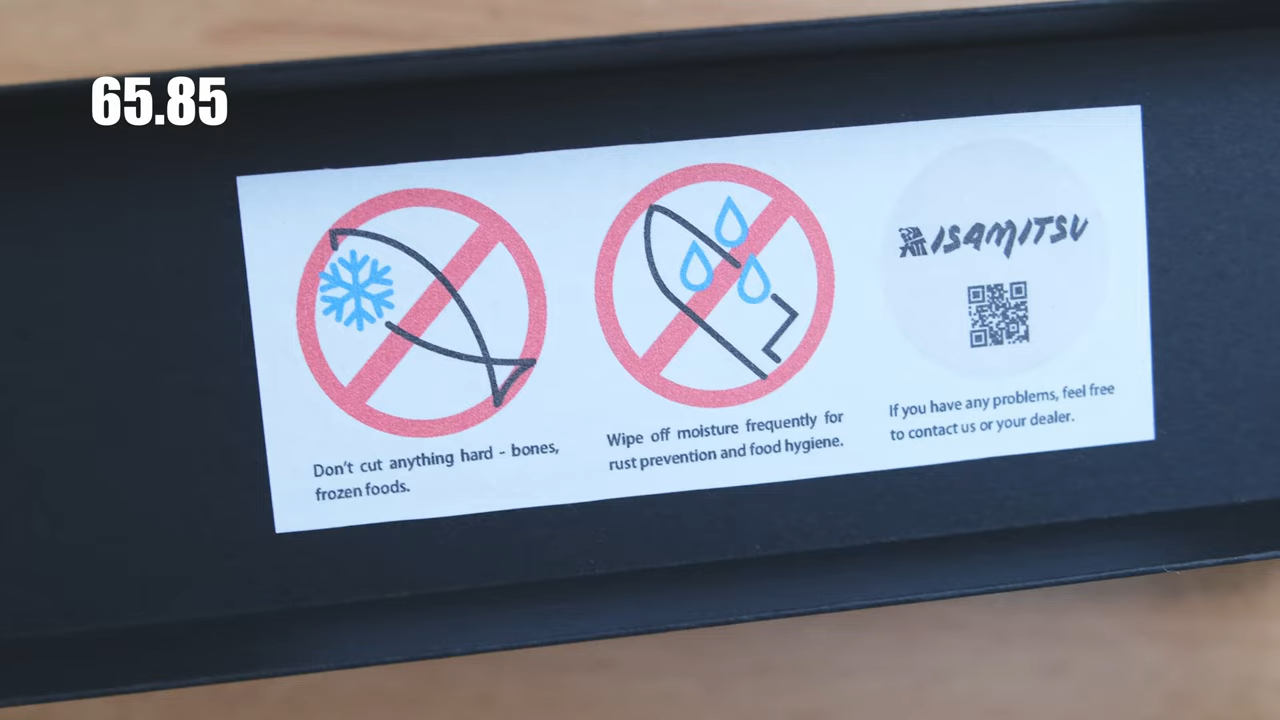 65.85
ISAMITSU
Don't cut anything hard - bones,
frozen foods.
Wipe off moisture frequently for
rust prevention and food hygiene.
If you have any problems, feel free
to contact us or your dealer.